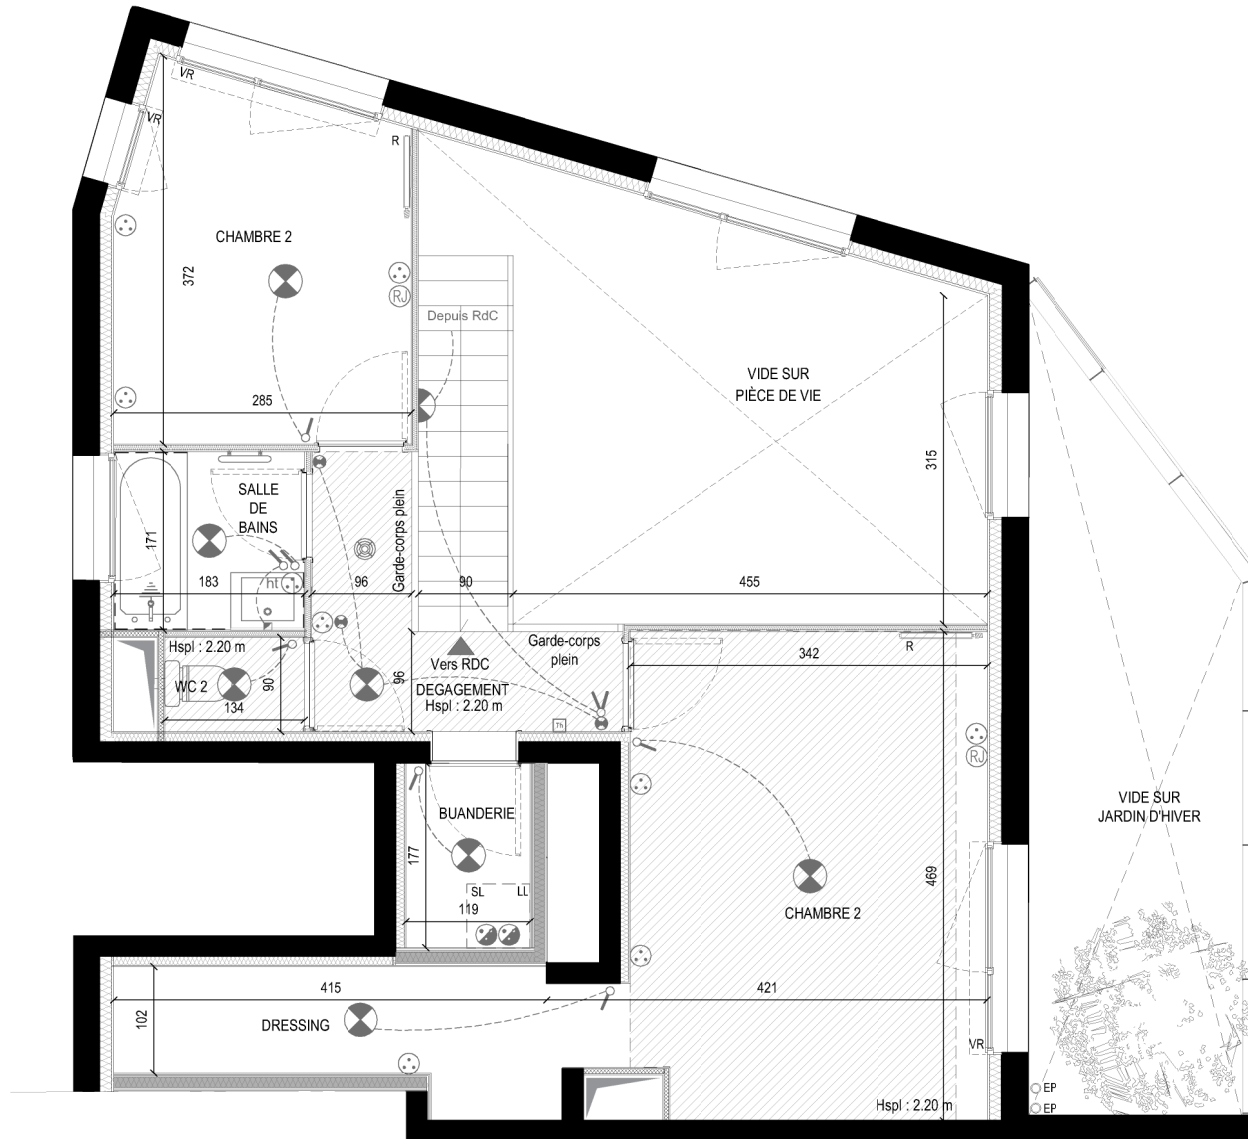 VR
VR
R
CHAMBRE 2
372
RJ
Depuis RdC
VIDE SUR
PIÈCE DE VIE
285
315
SALLE
DE
BAINS
Garde-corps plein
171
ht
183
96
90
455
Hspl : 2.20 m
Garde-corps
plein
WC 2
90
134
Vers RDC
96
DEGAGEMENT
Hspl : 2.20 m
Th
342
R
RJ
BUANDERIE
177
SL
LL
119
469
CHAMBRE 2
VIDE SUR
JARDIN D'HIVER
415
421
102
DRESSING
VR
Hspl : 2.20 m
EP
EP